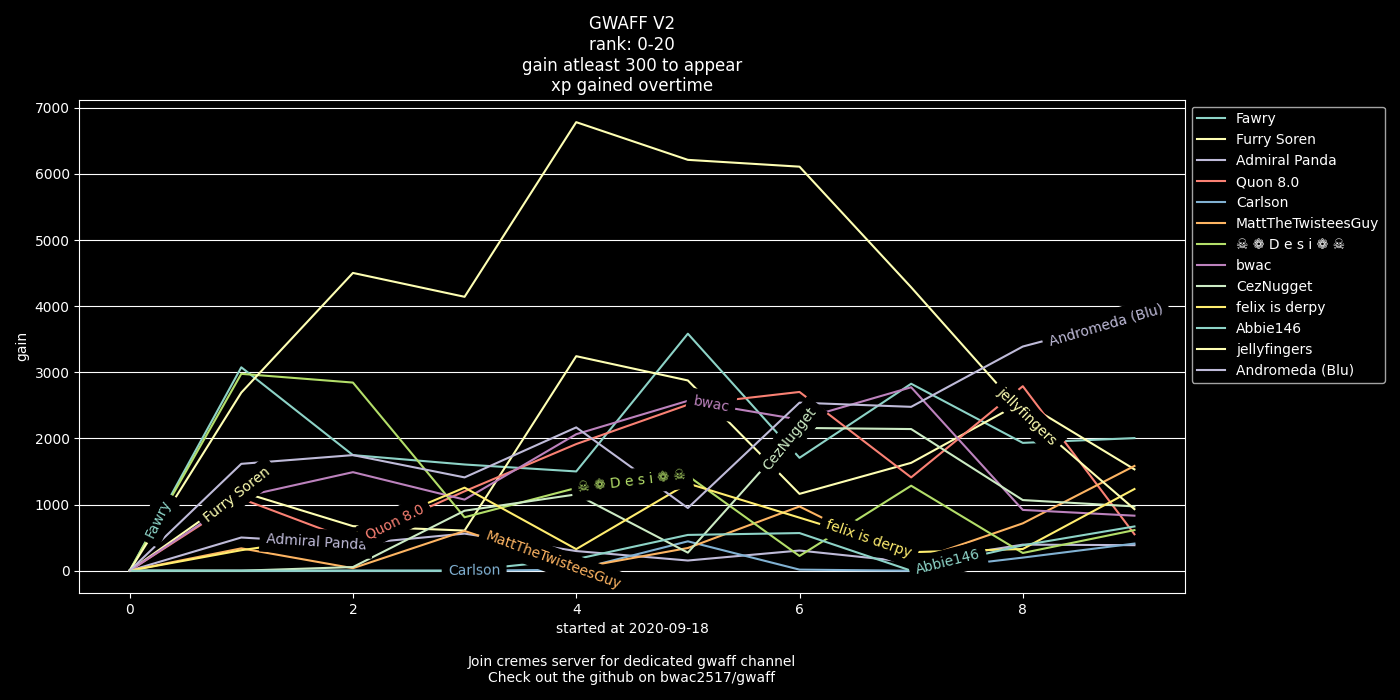 GWAFF V2
rank: 0-20
gain atleast 300 to appear
xp gained overtime
7000
6000
5000
4000
3000
2000
1000
0
gain
Fawry
Furry Soren
Admiral Panda
Quon 8.0
Carlson
MattTheTwisteesGuy
☠ ❁ D e s i ❁ ☠
bwac
CezNugget
felix is derpy
Abbie146
jellyfingers
Andromeda (Blu)
0
2
4
6
8
started at 2020-09-18
Join cremes server for dedicated gwaff channel
Check out the github on bwac2517/gwaff
Fawry
Furry Soren
Admiral Panda
Quon 8.0
Carlson
MattTheTwisteesGuy
☠ ❁ D e s i ❁ ☠
bwac
CezNugget
felix is derpy
Abbie146
jellyfingers
Andromeda (Blu)